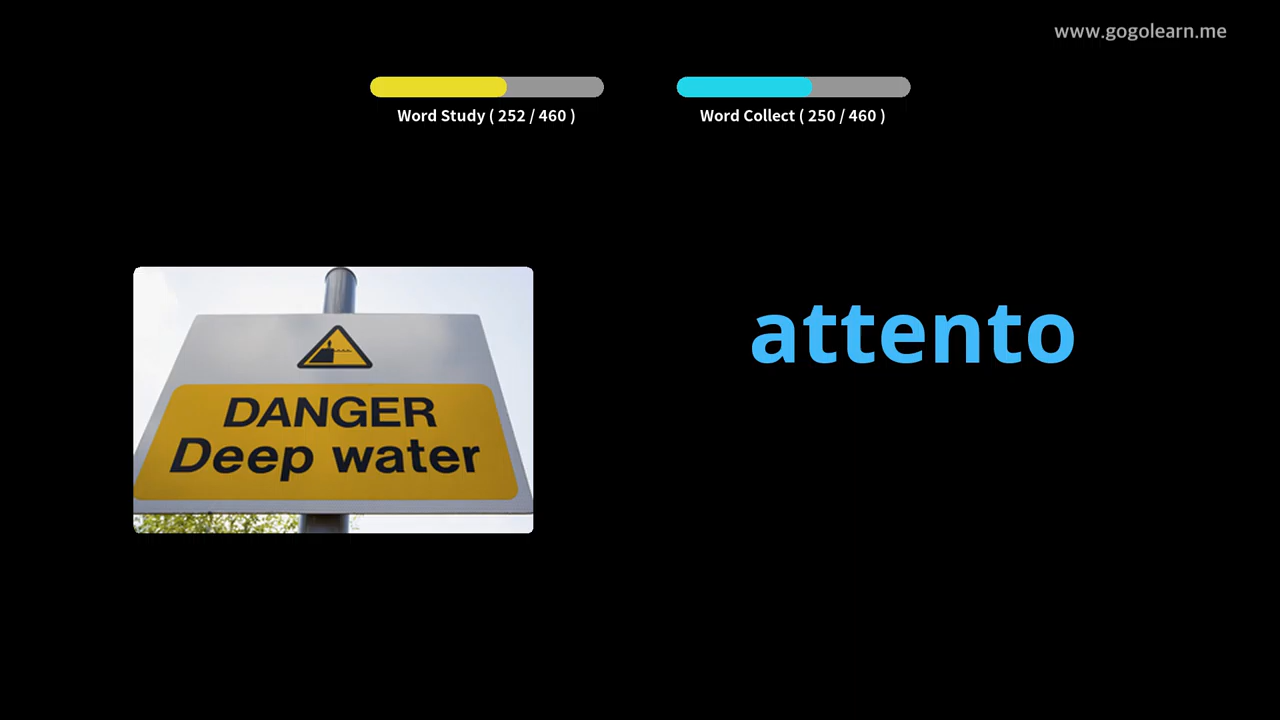 www.gogolearn.me
Word Study ( 252 / 460 )
Word Collect ( 250 / 460 )
attento
DANGER
Deep water